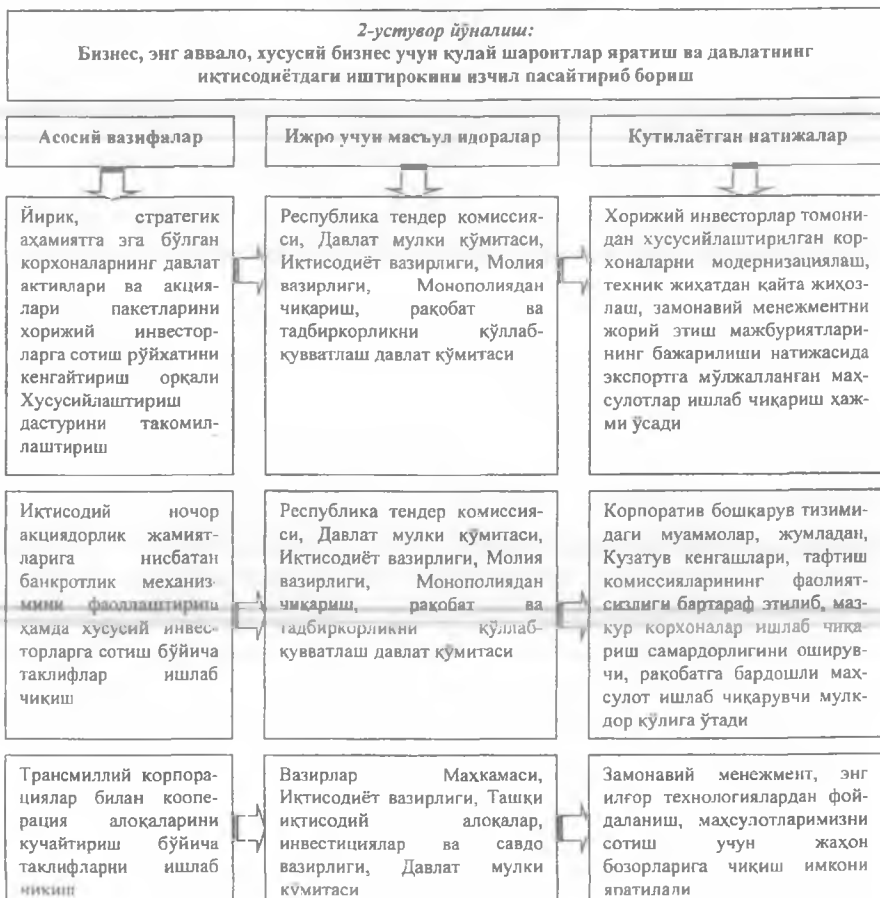 2-устувор йўналиш:
Бизнес, энг аввало, хусусий бизнес учун қулай шароитлар яратиш ва давлатнинг
иқтисодиётдаги иштирокини изчил пасайтириб бориш
Асосий вазифалар
Ижро учун масъул идоралар
Кутилаётган натижалар
Йирик, стратегик
аҳамиятга эга бўлган
корхоналарнинг давлат
активлари ва акция-
лари пакетларини
хорижий инвестор-
ларга сотиш рўйхатини
кенгайтириш орқали
Хусусийлаштириш
дастурини такомил-
лаштириш
Республика тендер комиссия-
си, Давлат мулки қўмитаси,
Иқтисодиёт вазирлиги, Молия
вазирлиги, Монополиядан
чиқариш, рақобат ва
тадбиркорликни қўллаб-
қувватлаш давлат қўмитаси
Хорижий инвесторлар томони-
дан хусусийлаштирилган кор-
хоналарни модернизациялаш,
техник жиҳатдан қайта жиҳоз-
лаш, замонавий менежментни
жорий этиш мажбуриятлари-
нинг бажарилиши натижасида
экспортга мўлжалланган маҳ-
сулотлар ишлаб чиқариш ҳаж-
ми ўсади
Иқтисодий ночор
акциядорлик жамият-
ларига нисбатан
банкротлик механиз-
мини фаоллаштириш
ҳамда хусусий инвес-
торларга сотиш бўйича
таклифлар ишлаб
чиқиш
Республика тендер комиссия-
си, Давлат мулки қўмитаси,
Иқтисодиёт вазирлиги, Молия
вазирлиги, Монополиядан
чиқариш, рақобат ва
тадбиркорликни қўллаб-
қувватлаш давлат қўмитаси
Корпоратив бошқарув тизими-
даги муаммолар, жумладан,
Кузатув кенгашлари, тафтиш
комиссияларининг фаолият-
сизлиги бартараф этилиб, маз-
кур корхоналар ишлаб чиқа-
риш самардорлигини оширув-
чи, рақобатга бардошли маҳ-
сулот ишлаб чиқарувчи мулк-
дор қўлига ўтади
Трансмиллий корпора-
циялар билан коопе-
рация алоқаларини
кучайтириш бўйича
таклифларни ишлаб
чиқиш
Вазирлар Маҳкамаси,
Иқтисодиёт вазирлиги, Ташқи
иқтисодий алоқалар,
инвестициялар ва савдо
вазирлиги, Давлат мулки
қўмитаси
Замонавий менежмент, энг
илғор технологиялардан фой-
даланиш, маҳсулотларимизни
сотиш учун жаҳон
бозорларига чиқиш имкони
яратилади